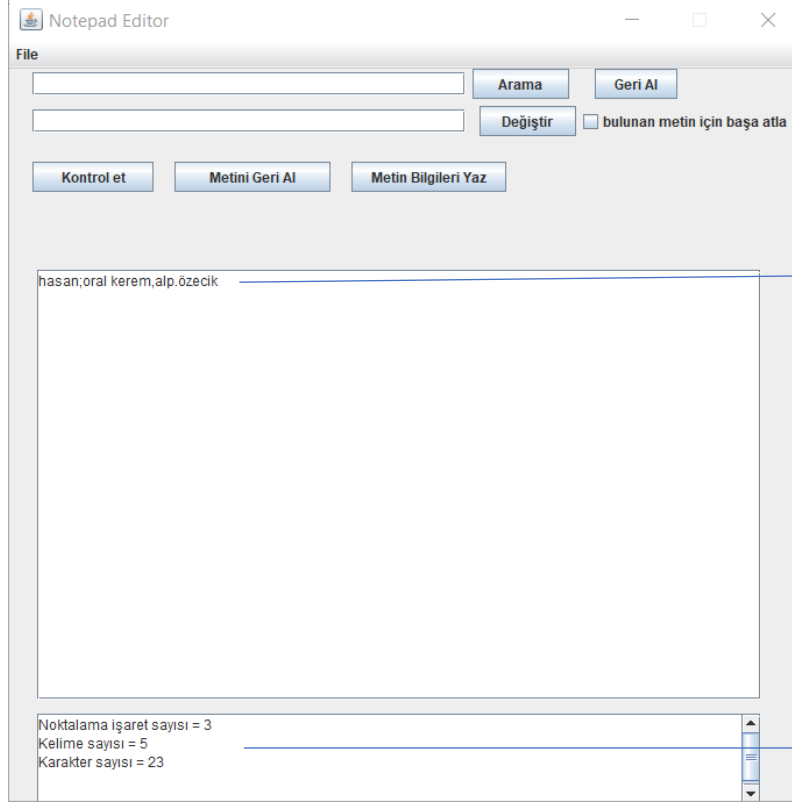 Notepad Editor
File
Arama Geri Al
Değiştir bulunan metin için başa atla
Kontrol et Metini Geri Al Metin Bilgileri Yaz
hasan;oral kerem,alp.özecik
Noktalama işaret sayısı = 3
Kelime sayısı = 5
Karakter sayısı = 23